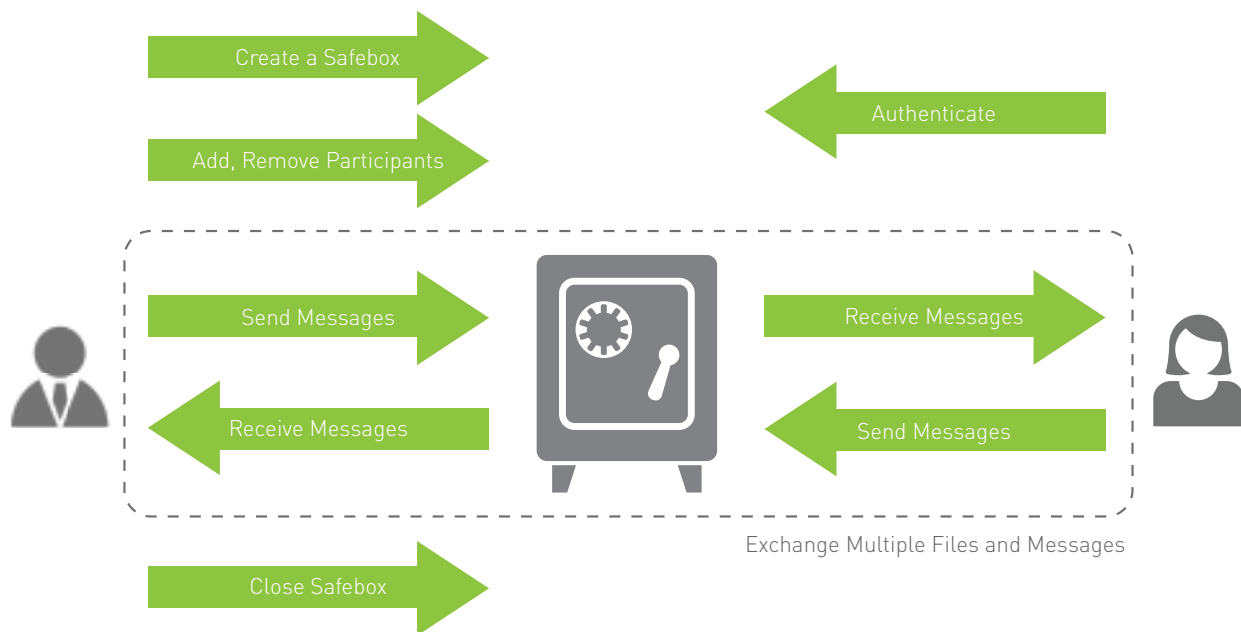 Create a Safebox
Authenticate
Add, Remove Participants
Send Messages
Receive Messages
Receive Messages
Send Messages
Exchange Multiple Files and Messages
Close Safebox